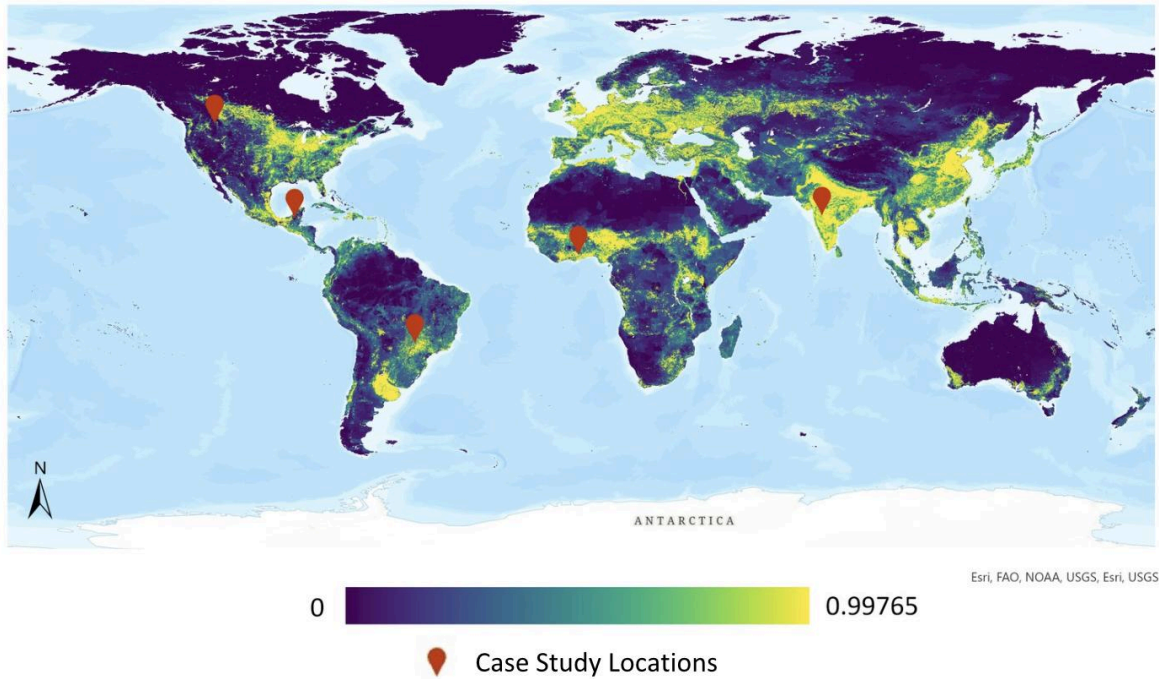 N
ANTARCTICA
Esri, FAO, NOAA, USGS, Esri, USGS
0 0.99765
Case Study Locations